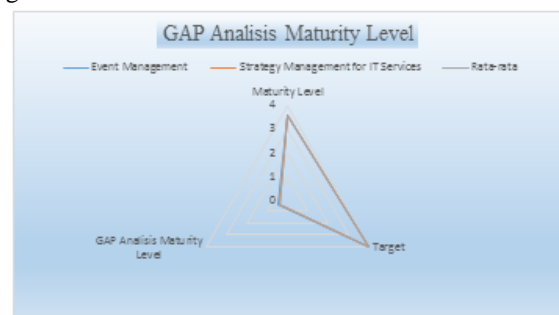 GAP Analisis Maturity Level
Event Management
Strategy Management for IT Services
Rata-rata
Maturity Level
4
3
2
1
0
GAP Analisis Maturity
Level
Target